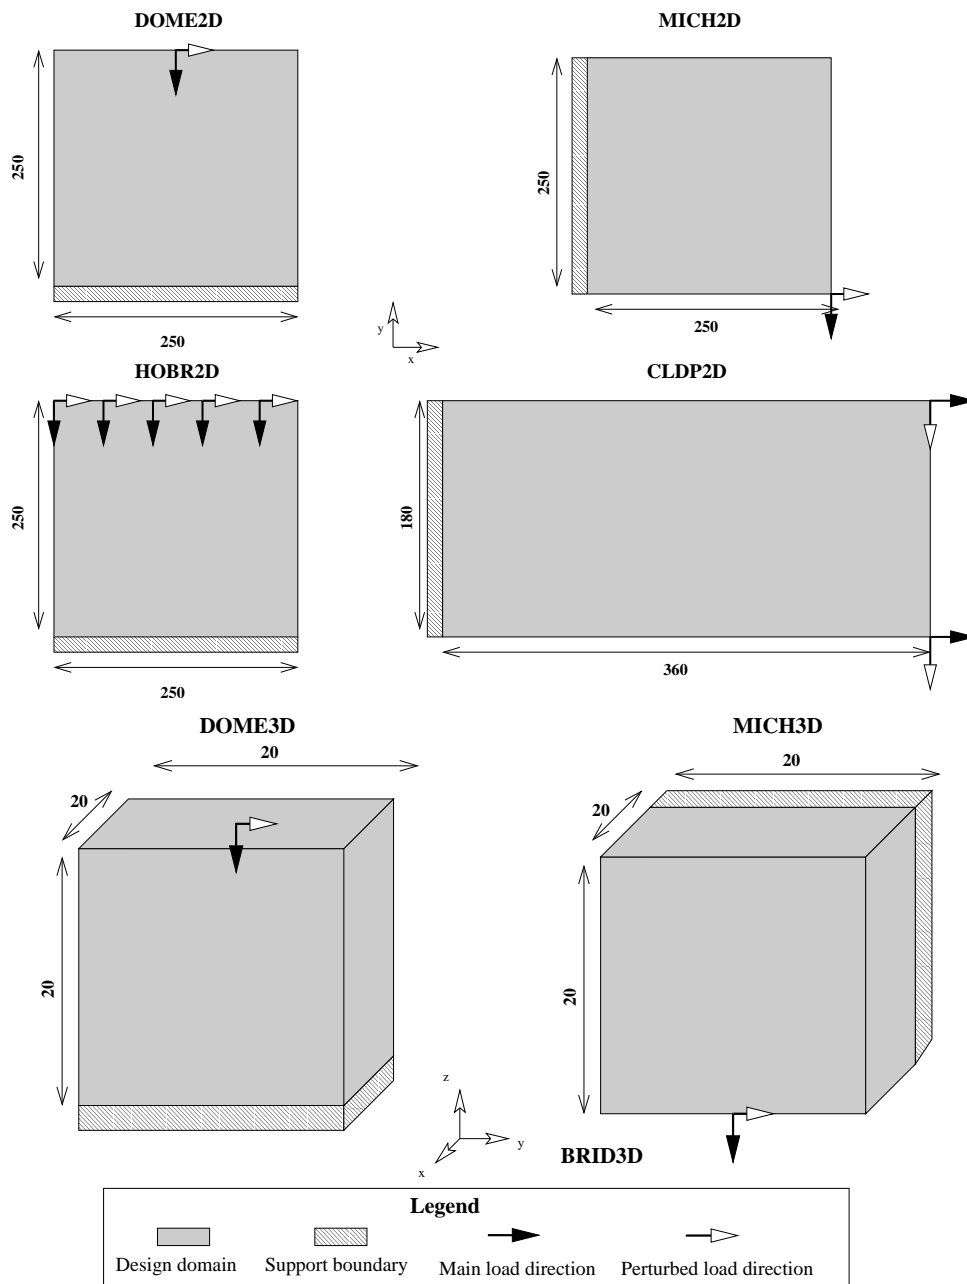 DOME2D
MICH2D
250
250
y
x
250
250
HOBR2D
CLDP2D
250
180
250
360
DOME3D
MICH3D
20
20
20
20
20
20
z
y
x
BRID3D
Legend
Design domain
Support boundary
Main load direction
Perturbed load direction